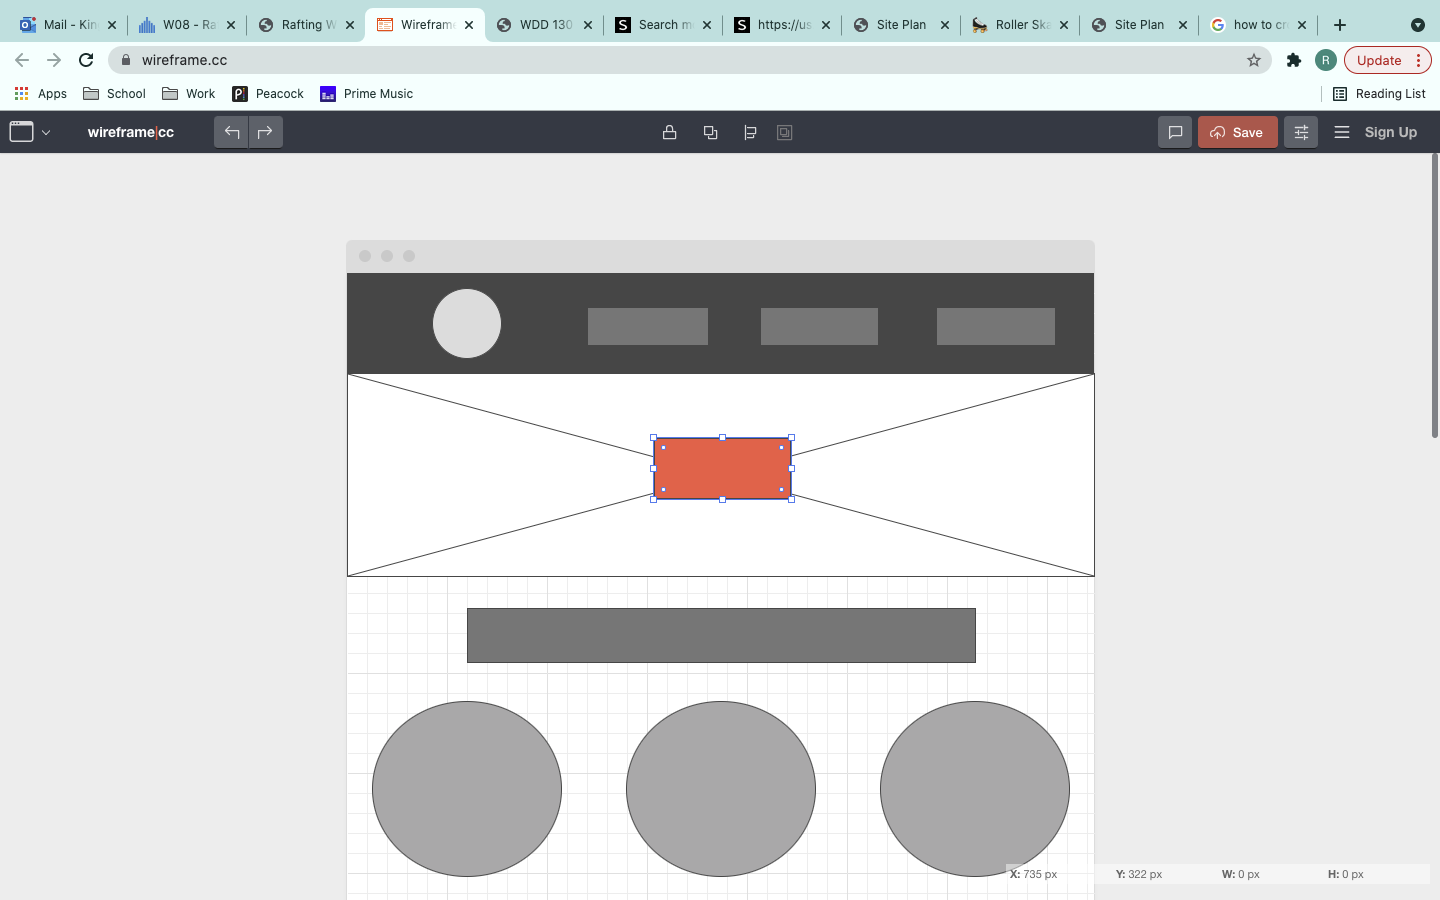 Mail - Kin
W08 - Ra
Rafting W
Wireframe
WDD 130
Search m
https://us
Site Plan
Roller Ska
Site Plan
how to cr
wireframe.cc
R
Update
Apps
School
Work
Peacock
Prime Music
Reading List
wireframe|cc
Save
Sign Up
X: 735 px Y: 322 px W: 0 px H: 0 px